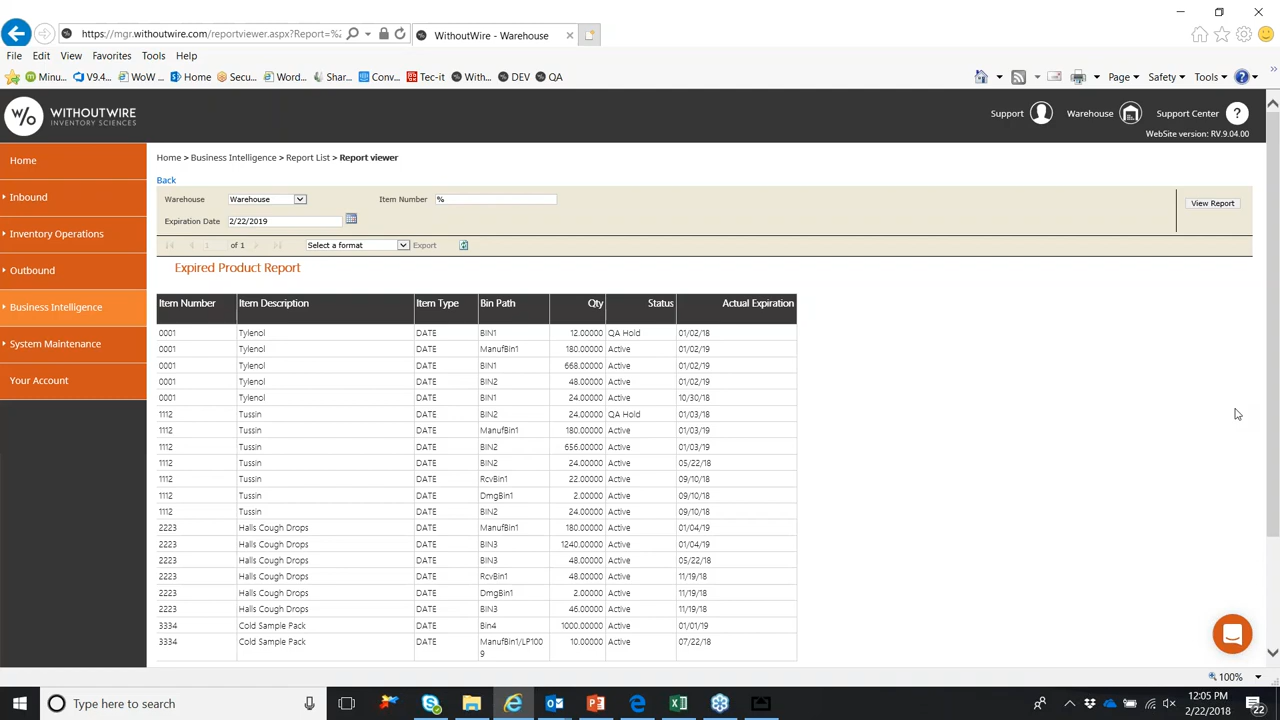 https://mgr.withoutwire.com/reportviewer.aspx?Report=%2
WithoutWire - Warehouse
File Edit View Favorites Tools Help
Minu... V9.4... WoW ... Home Secu... Word... Shar... Conv... Tec-it With... DEV QA
Page Safety Tools
W/O WITHOUTWIRE
INVENTORY SCIENCES
Support Warehouse Support Center ?
WebSite version: RV.9.04.00
Home
Inbound
Inventory Operations
Outbound
Business Intelligence
System Maintenance
Your Account
Home > Business Intelligence > Report List > Report viewer
Back
Warehouse Warehouse Item Number % View Report
Expiration Date 2/22/2019
1 of 1 Select a format Export
Expired Product Report
Item Number Item Description Item Type Bin Path Qty Status Actual Expiration
0001 Tylenol DATE BIN1 12.00000 QA Hold 01/02/18
0001 Tylenol DATE ManufBin1 180.00000 Active 01/02/19
0001 Tylenol DATE BIN1 668.00000 Active 01/02/19
0001 Tylenol DATE BIN2 48.00000 Active 01/02/19
0001 Tylenol DATE BIN1 24.00000 Active 10/30/18
1112 Tussin DATE BIN2 24.00000 QA Hold 01/03/18
1112 Tussin DATE ManufBin1 180.00000 Active 01/03/19
1112 Tussin DATE BIN2 656.00000 Active 01/03/19
1112 Tussin DATE BIN2 24.00000 Active 05/22/18
1112 Tussin DATE RcvBin1 22.00000 Active 09/10/18
1112 Tussin DATE DmgBin1 2.00000 Active 09/10/18
1112 Tussin DATE BIN2 24.00000 Active 09/10/18
2223 Halls Cough Drops DATE ManufBin1 180.00000 Active 01/04/19
2223 Halls Cough Drops DATE BIN3 1240.00000 Active 01/04/19
2223 Halls Cough Drops DATE BIN3 48.00000 Active 05/22/18
2223 Halls Cough Drops DATE RcvBin1 48.00000 Active 11/19/18
2223 Halls Cough Drops DATE DmgBin1 2.00000 Active 11/19/18
2223 Halls Cough Drops DATE BIN3 46.00000 Active 11/19/18
3334 Cold Sample Pack DATE Bin4 1000.00000 Active 01/01/19
3334 Cold Sample Pack DATE ManufBin1/LP100 10.00000 Active 07/22/18
9
100%
Type here to search
12:05 PM
2/22/2018
22